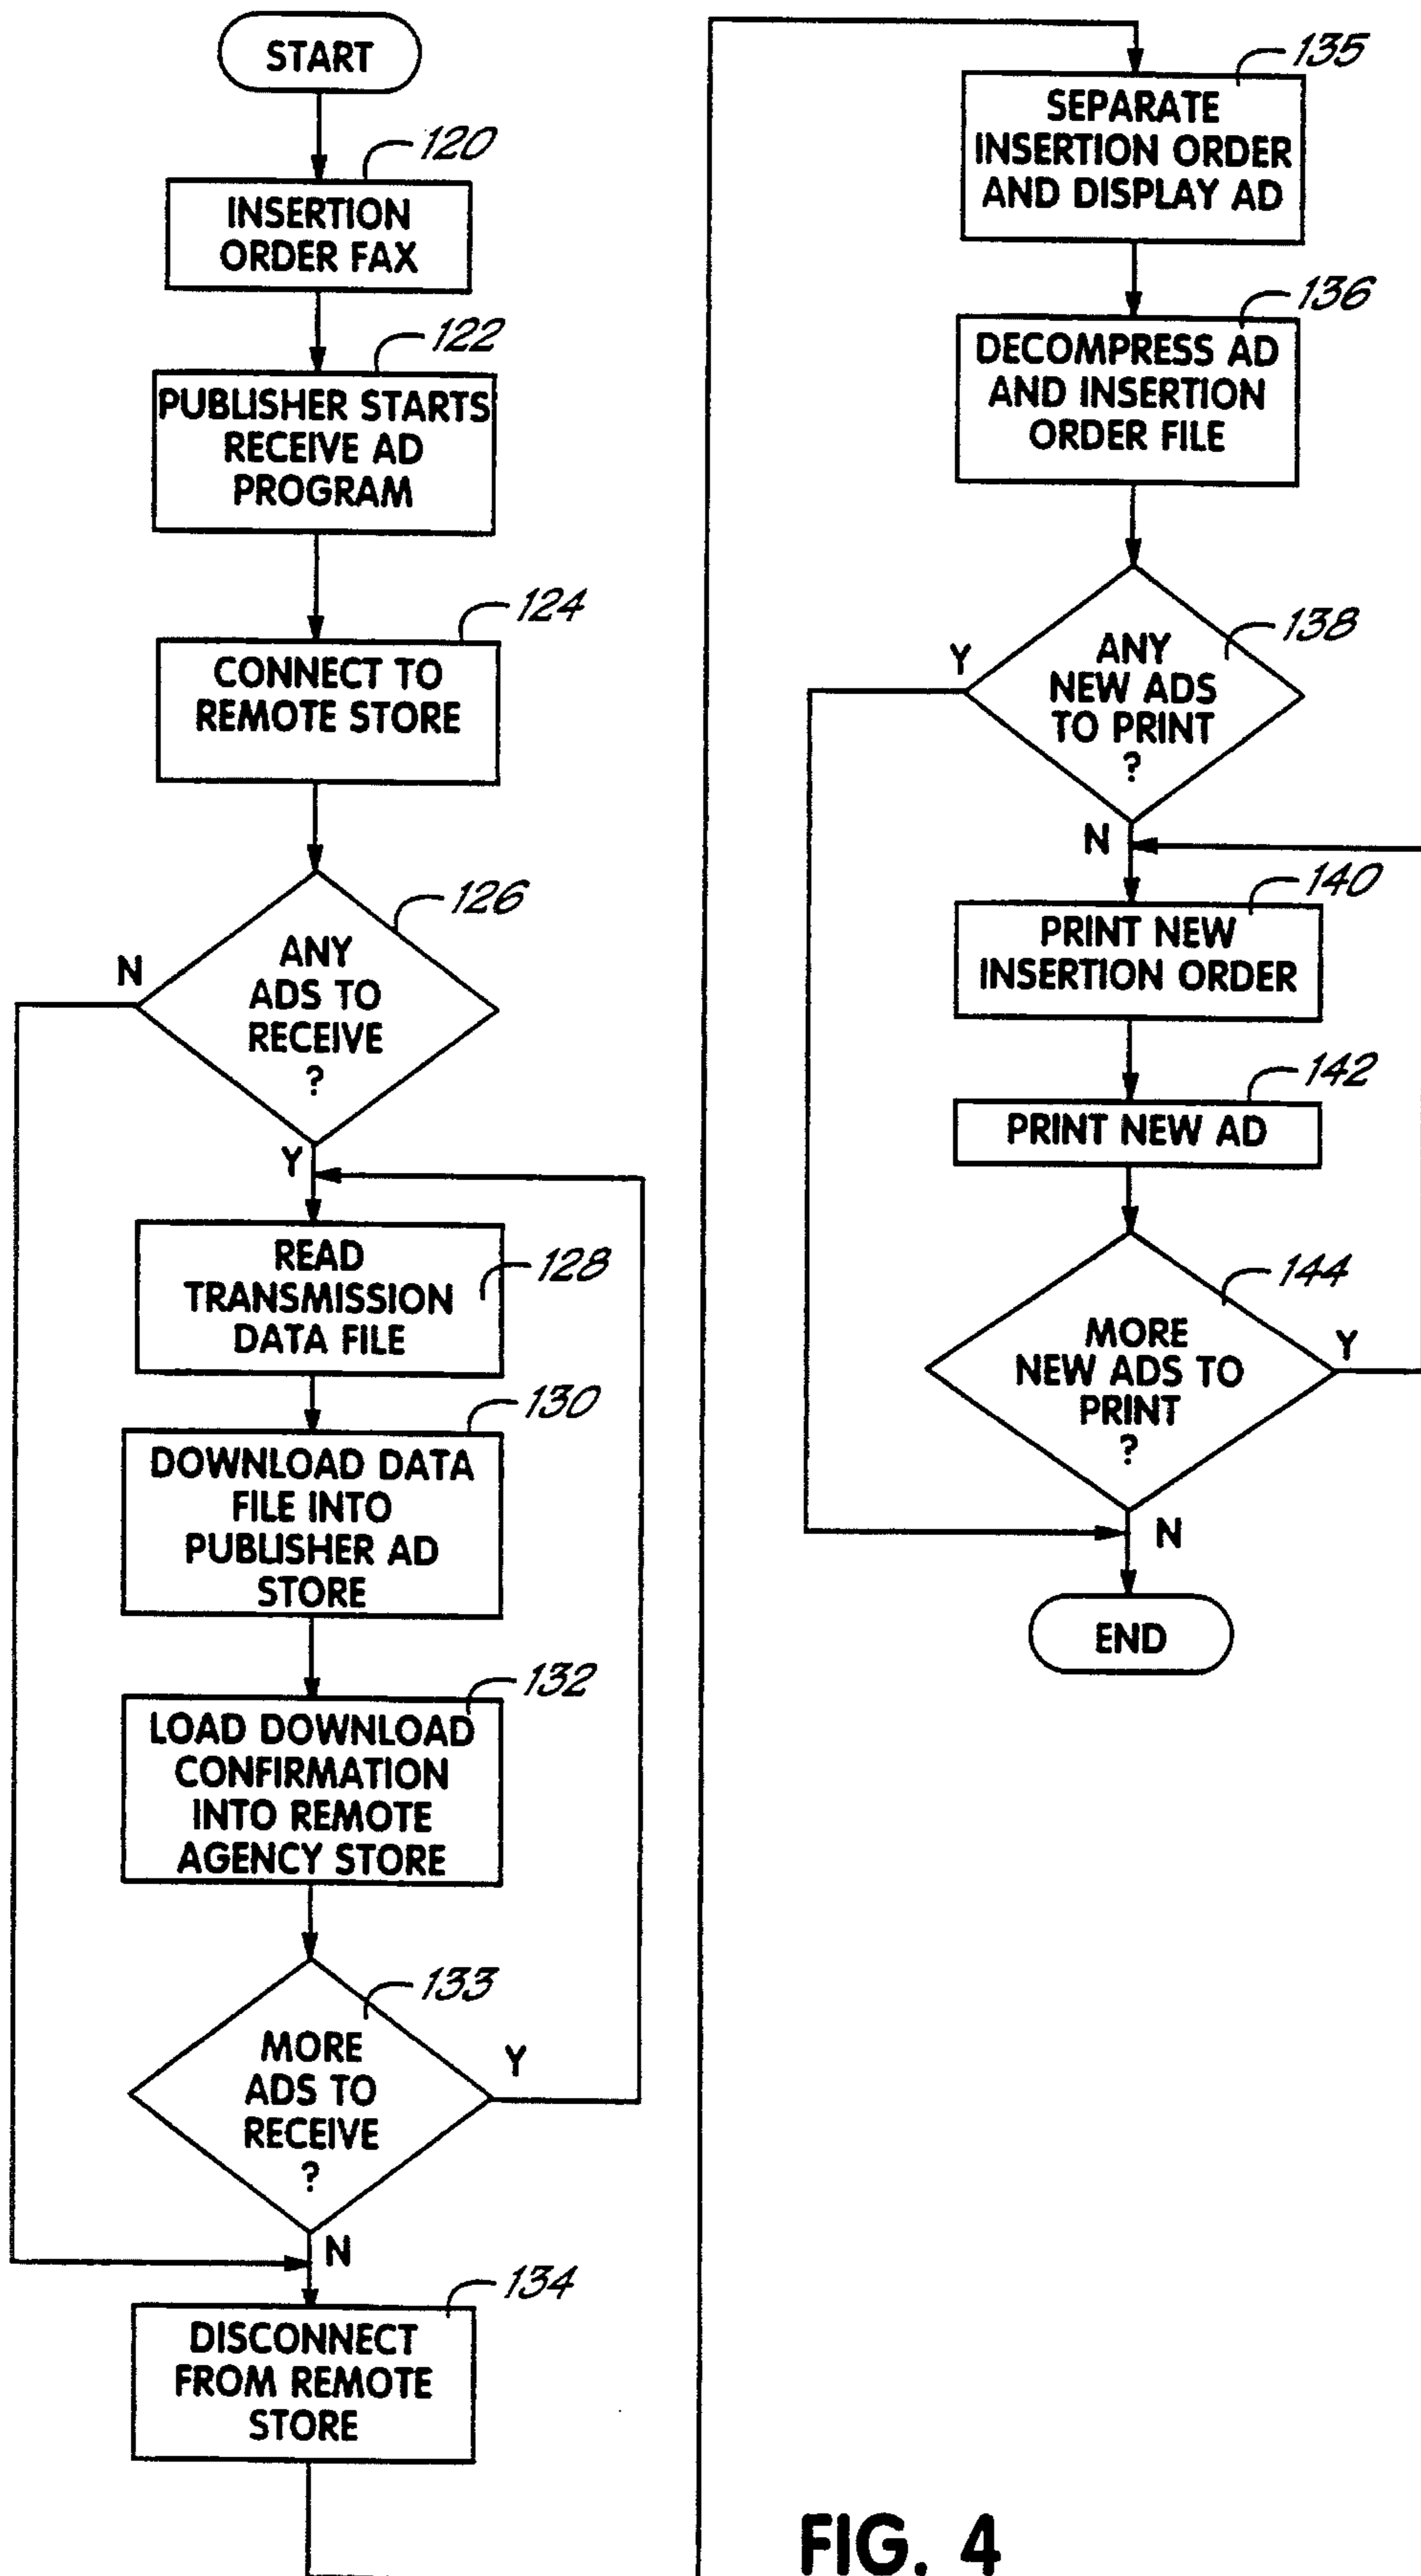 START
120
INSERTION
ORDER FAX
122
PUBLISHER STARTS
RECEIVE AD
PROGRAM
124
CONNECT TO
REMOTE STORE
126
N
ANY
ADS TO
RECEIVE
?
Y
READ
TRANSMISSION
DATA FILE
128
130
DOWNLOAD DATA
FILE INTO
PUBLISHER AD
STORE
132
LOAD DOWNLOAD
CONFIRMATION
INTO REMOTE
AGENCY STORE
133
MORE
ADS TO
RECEIVE
?
Y
N
134
DISCONNECT
FROM REMOTE
STORE
135
SEPARATE
INSERTION ORDER
AND DISPLAY AD
136
DECOMPRESS AD
AND INSERTION
ORDER FILE
138
Y
ANY
NEW ADS
TO PRINT
?
N
140
PRINT NEW
INSERTION ORDER
142
PRINT NEW AD
144
MORE
NEW ADS TO
PRINT
?
Y
N
END
FIG. 4